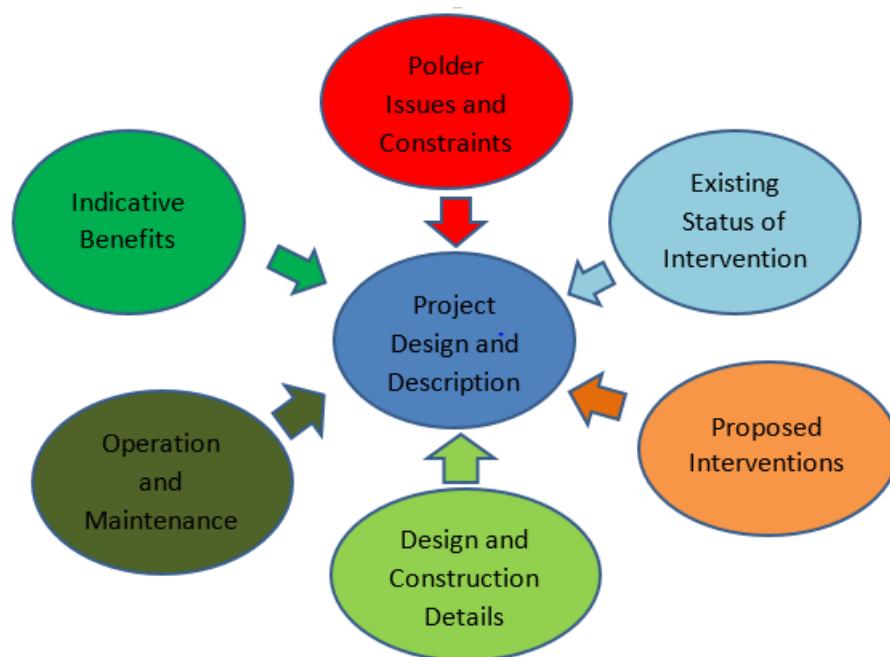 Polder
Issues and
Constraints
Indicative
Benefits
Existing
Status of
Intervention
Project
Design and
Description
Operation
and
Maintenance
Proposed
Interventions
Design and
Construction
Details